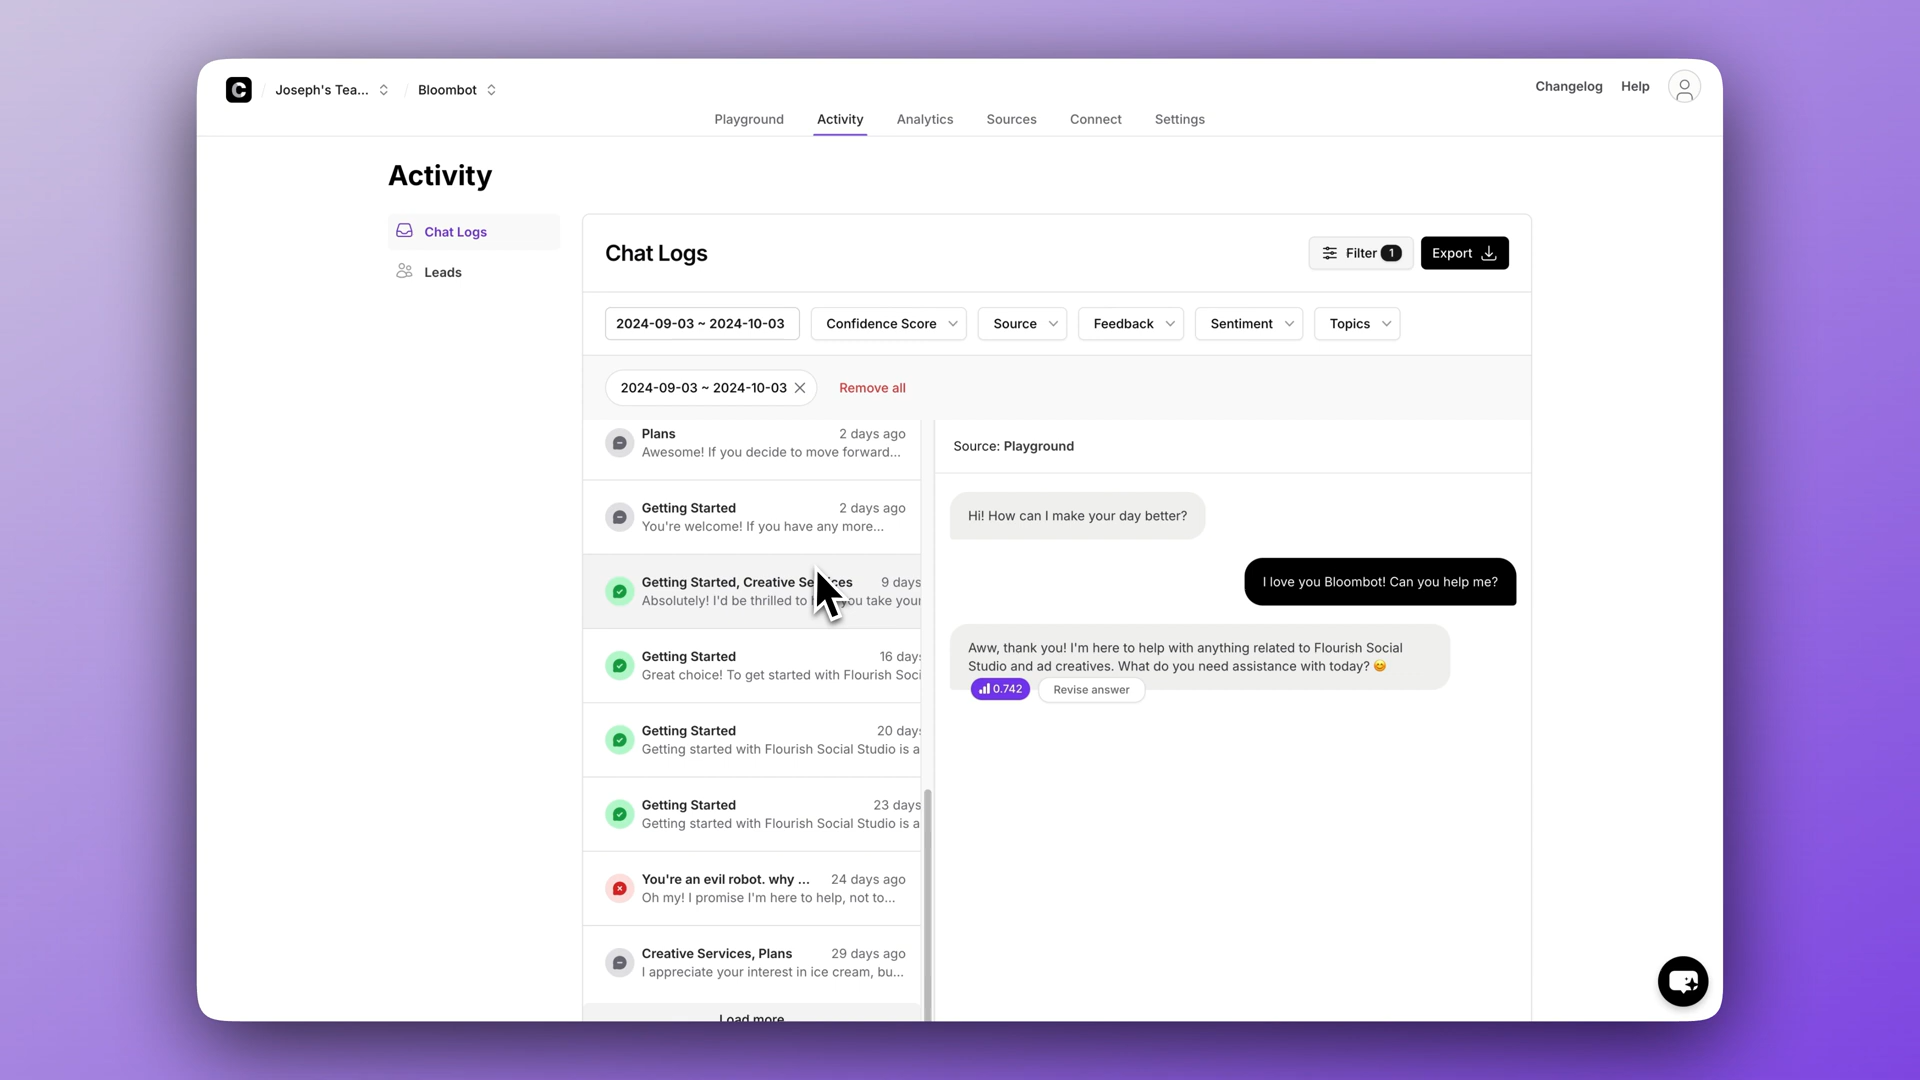 C
Joseph's Tea...
Bloombot
Changelog
Help
Playground
Activity
Analytics
Sources
Connect
Settings
Activity
Chat Logs
Leads
Chat Logs
Filter 1
Export
2024-09-03 ~ 2024-10-03
Confidence Score
Source
Feedback
Sentiment
Topics
2024-09-03 ~ 2024-10-03
Remove all
Plans 2 days ago
Awesome! If you decide to move forward...
Getting Started 2 days ago
You're welcome! If you have any more...
Getting Started, Creative 9 days
Absolutely! I'd be thrilled to you take your
Getting Started 16 days
Great choice! To get started with Flourish Soci
Getting Started 20 days
Getting started with Flourish Social Studio is a
Getting Started 23 days
Getting started with Flourish Social Studio is a
You're an evil robot. why ... 24 days ago
Oh my! I promise I'm here to help, not to...
Creative Services, Plans 29 days ago
I appreciate your interest in ice cream, bu...
Load more
Source: Playground
Hi! How can I make your day better?
I love you Bloombot! Can you help me?
Aww, thank you! I'm here to help with anything related to Flourish Social
Studio and ad creatives. What do you need assistance with today? 😊
0.742
Revise answer